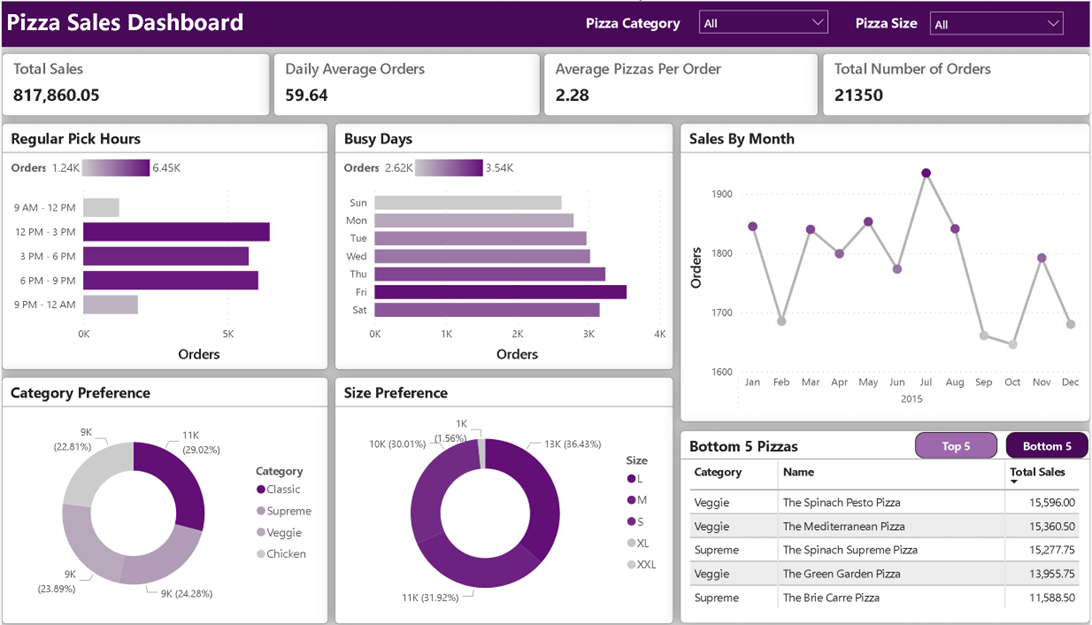 Pizza Sales Dashboard
Pizza Category All
Pizza Size All
Total Sales
817,860.05
Daily Average Orders
59.64
Average Pizzas Per Order
2.28
Total Number of Orders
21350
Regular Pick Hours
Orders 1.24K 6.45K
9 AM - 12 PM
12 PM - 3 PM
3 PM - 6 PM
6 PM - 9 PM
9 PM - 12 AM
0K 5K
Orders
Busy Days
Orders 2.62K 3.54K
Sun
Mon
Tue
Wed
Thu
Fri
Sat
0K 1K 2K 3K 4K
Orders
Sales By Month
Orders
1900
1800
1700
1600
Jan Feb Mar Apr May Jun Jul Aug Sep Oct Nov Dec
2015
Category Preference
9K
(22.81%)
11K
(29.02%)
9K
(23.89%)
9K (24.28%)
Category
Classic
Supreme
Veggie
Chicken
Size Preference
1K
(1.56%)
10K (30.01%)
13K (36.43%)
11K (31.92%)
Size
L
M
S
XL
XXL
Bottom 5 Pizzas Top 5 Bottom 5
Category Name Total Sales
Veggie The Spinach Pesto Pizza 15,596.00
Veggie The Mediterranean Pizza 15,360.50
Supreme The Spinach Supreme Pizza 15,277.75
Veggie The Green Garden Pizza 13,955.75
Supreme The Brie Carre Pizza 11,588.50